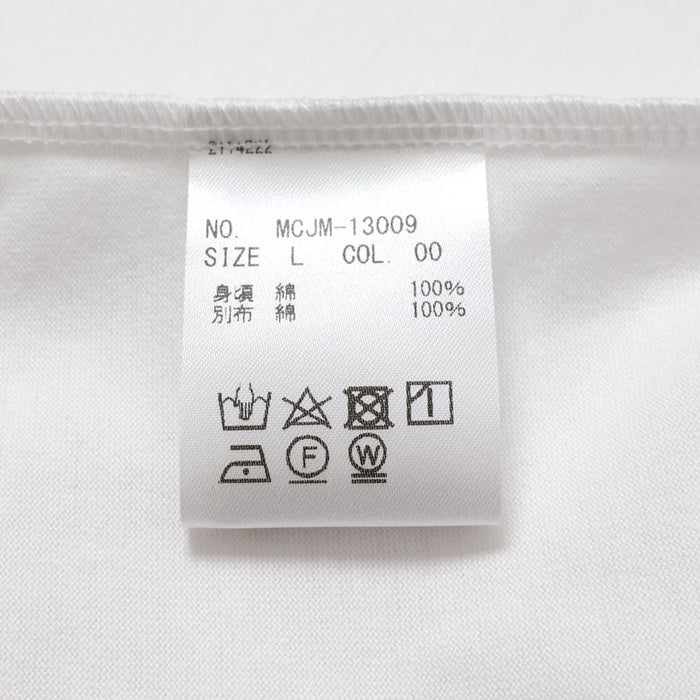 NO. MCJM-13009
SIZE L COL. 00
身頃 綿 100%
別布 綿 100%
F W